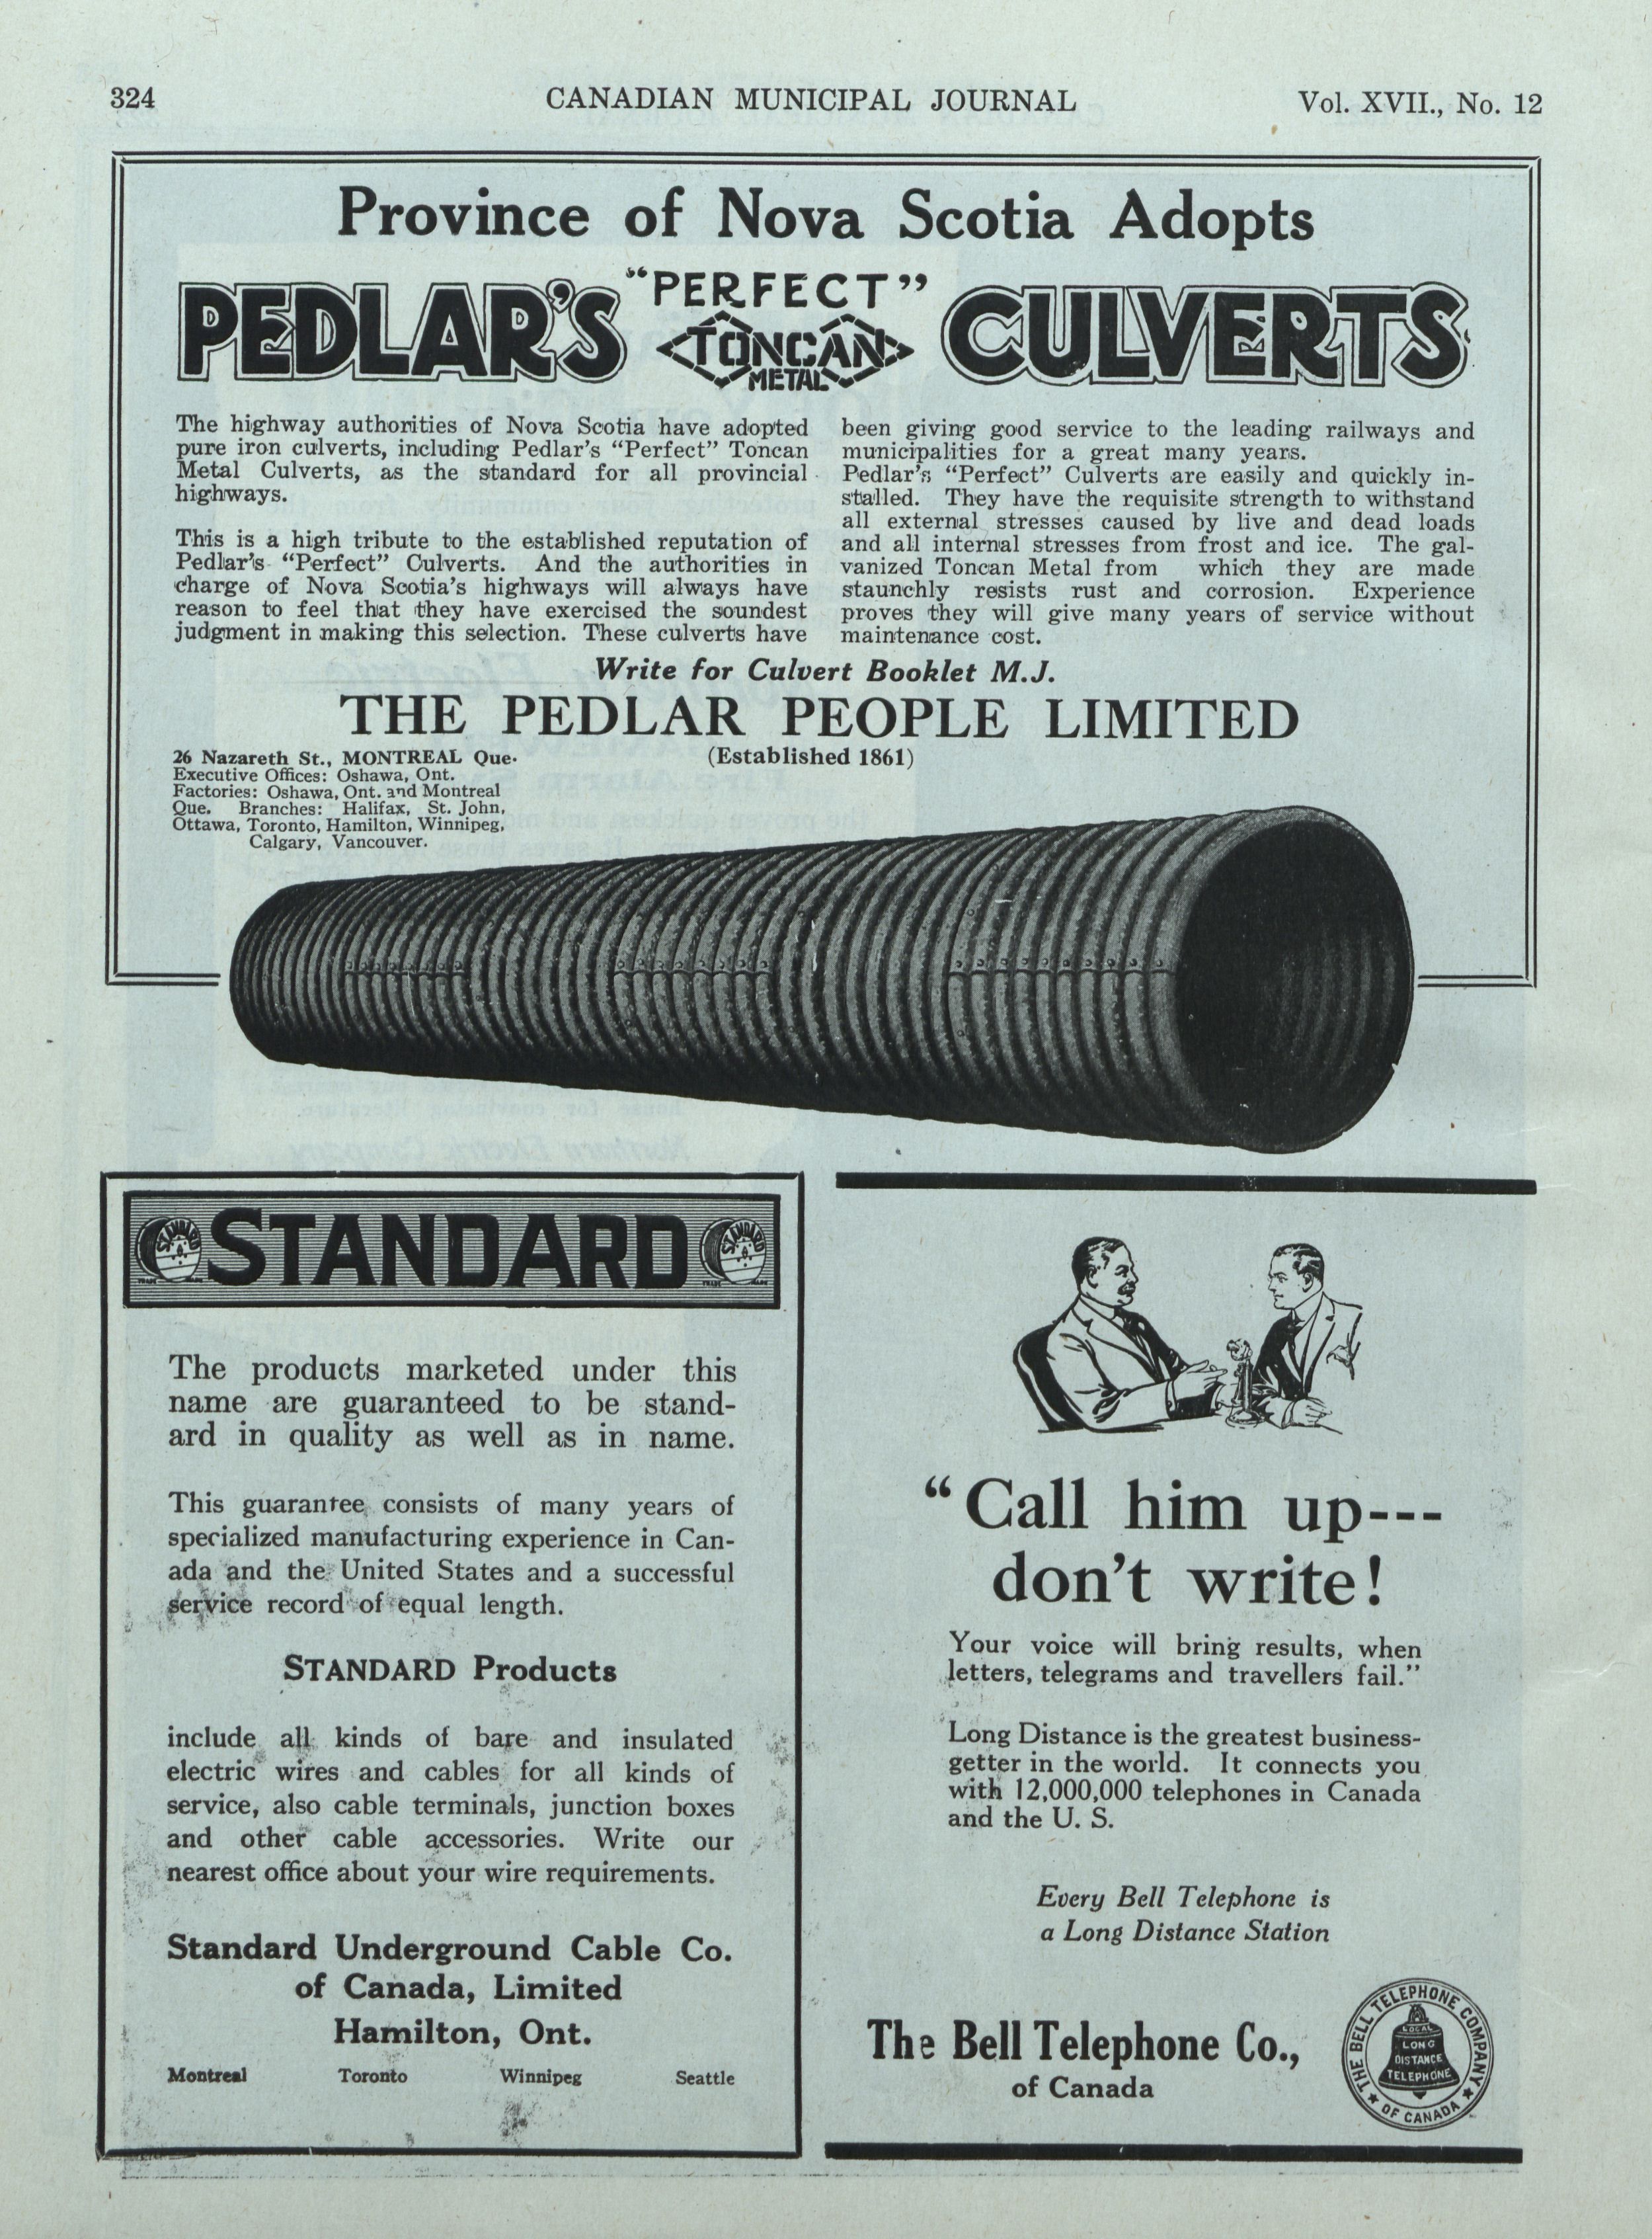 324
CANADIAN MUNICIPAL JOURNAL
Vol. XVII., No. 12
Province of Nova Scotia Adopts
PEDLAR'S "PERFECT" CULVERTS
TONCAN
METAL
The highway authorities of Nova Scotia have adopted
pure iron culverts, including Pedlar's "Perfect" Toncan
Metal Culverts, as the standard for all provincial
highways.
This is a high tribute to the established reputation of
Pedlar's "Perfect" Culverts. And the authorities in
charge of Nova Scotia's highways will always have
reason to feel that they have exercised the soundest
judgment in making this selection. These culverts have
been giving good service to the leading railways and
municipalities for a great many years.
Pedlar's "Perfect" Culverts are easily and quickly in-
stalled. They have the requisite strength to withstand
all external stresses caused by live and dead loads
and all internal stresses from frost and ice. The gal-
vanized Toncan Metal from which they are made
staunchly resists rust and corrosion. Experience
proves they will give many years of service without
maintenance cost.
Write for Culvert Booklet M.J.
THE PEDLAR PEOPLE LIMITED
(Established 1861)
26 Nazareth St., MONTREAL Que.
Executive Offices: Oshawa, Ont.
Factories: Oshawa, Ont. and Montreal
Que. Branches: Halifax, St. John,
Ottawa, Toronto, Hamilton, Winnipeg,
Calgary, Vancouver.
STANDARD STANDARD STANDARD
TRADE MARK TRADE MARK
The products marketed under this
name are guaranteed to be stand-
ard in quality as well as in name.
This guarantee consists of many years of
specialized manufacturing experience in Can-
ada and the United States and a successful
service record of equal length.
STANDARD Products
include all kinds of bare and insulated
electric wires and cables for all kinds of
service, also cable terminals, junction boxes
and other cable accessories. Write our
nearest office about your wire requirements.
Standard Underground Cable Co.
of Canada, Limited
Hamilton, Ont.
Montreal Toronto Winnipeg Seattle
"Call him up---
don't write!
Your voice will bring results, when
letters, telegrams and travellers fail."
Long Distance is the greatest business-
getter in the world. It connects you
with 12,000,000 telephones in Canada
and the U. S.
Every Bell Telephone is
a Long Distance Station
The Bell Telephone Co.,
of Canada
THE BELL TELEPHONE COMPANY
OF CANADA
LOCAL
LONG
DISTANCE
TELEPHONE